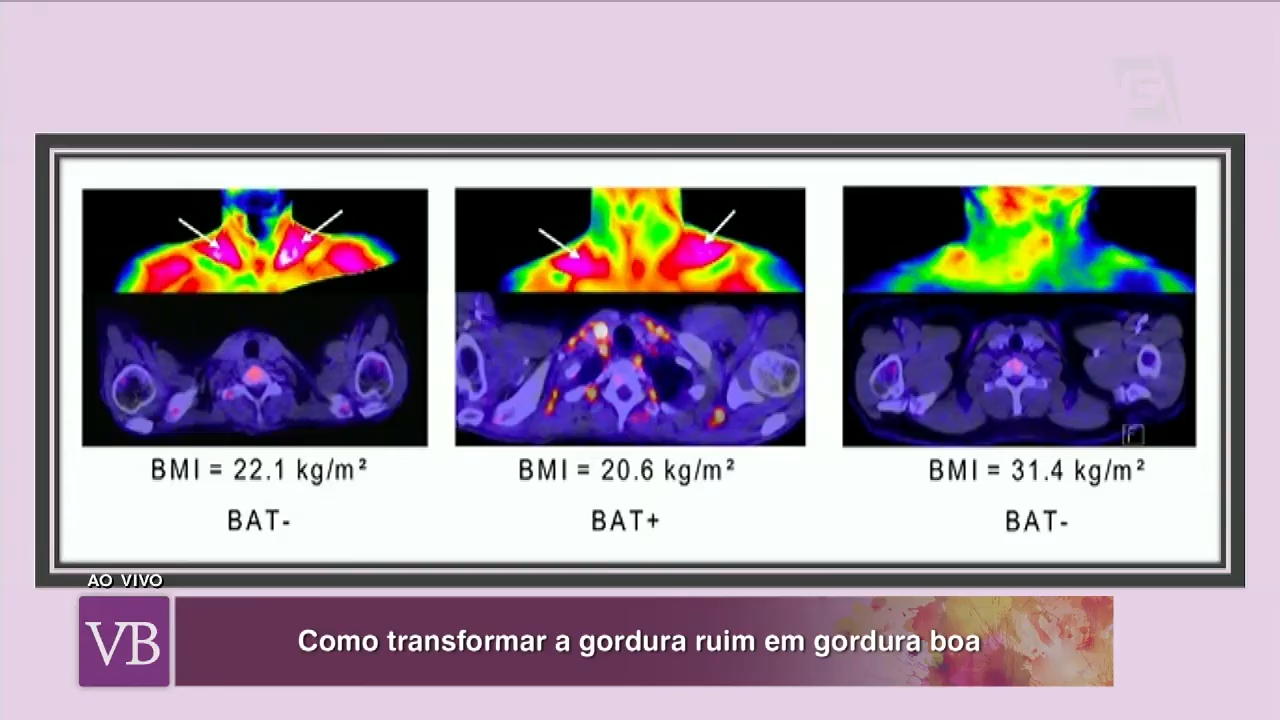 BMI = 22.1 kg/m²
BAT-
BMI = 20.6 kg/m²
BAT+
BMI = 31.4 kg/m²
BAT-
AO VIVO
VB
Como transformar a gordura ruim em gordura boa